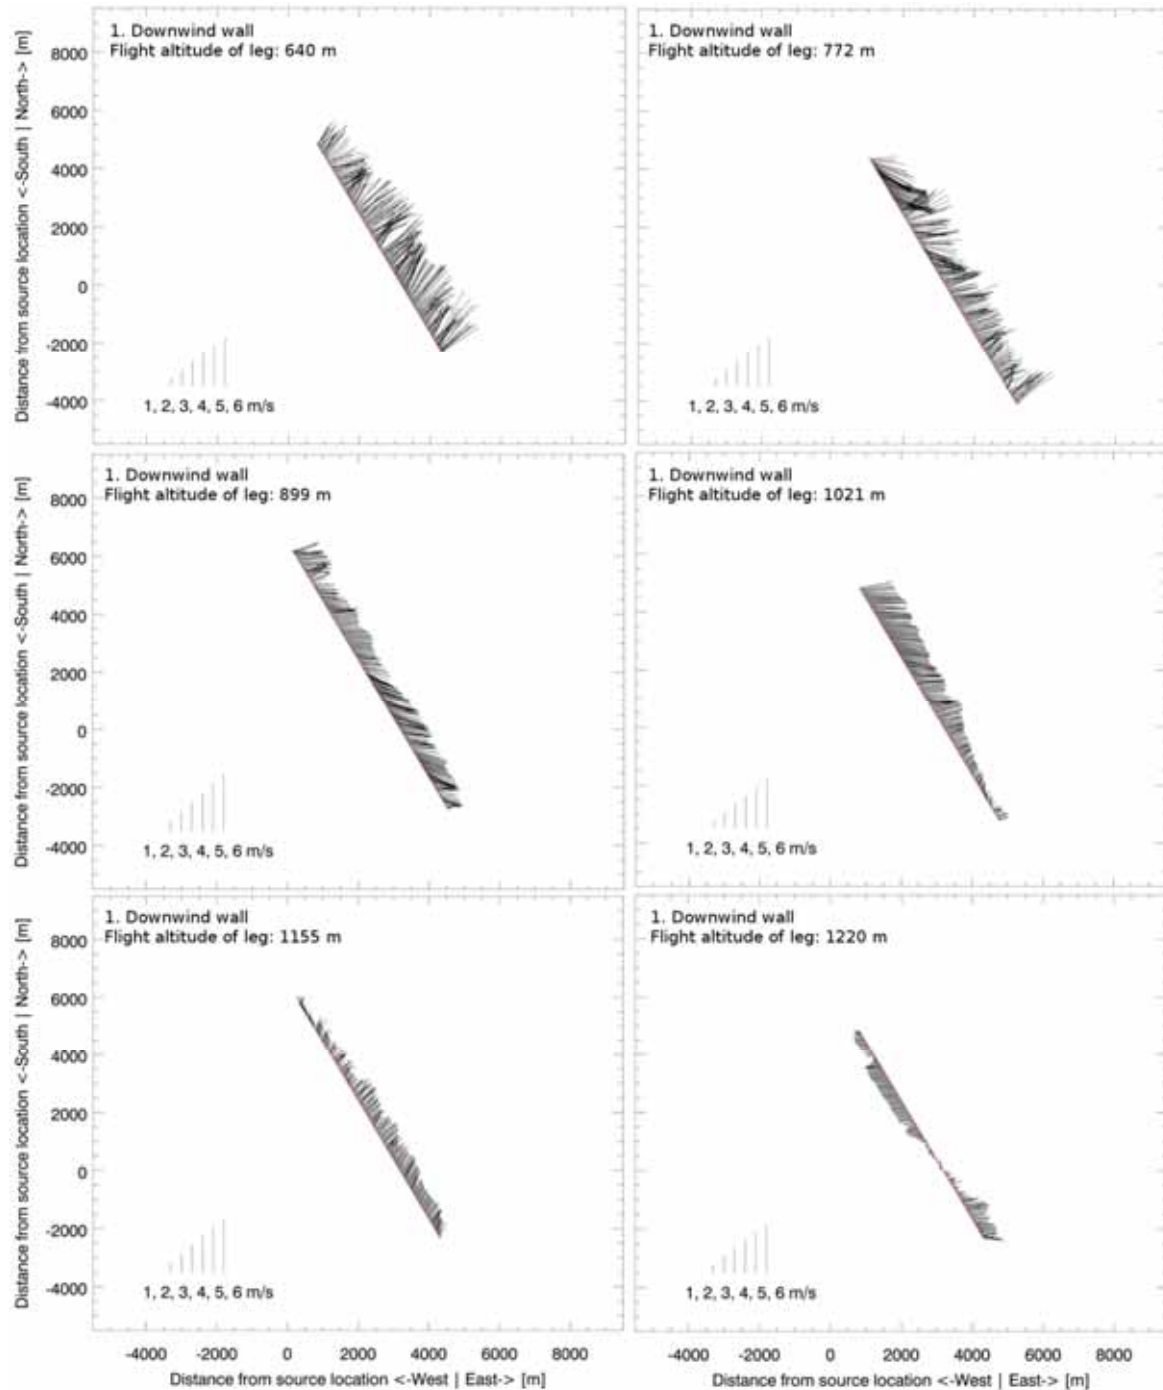 1. Downwind wall
Flight altitude of leg: 640 m
Distance from source location <-South | North-> [m]
8000
6000
4000
2000
0
-2000
-4000
1, 2, 3, 4, 5, 6 m/s
1. Downwind wall
Flight altitude of leg: 772 m
1, 2, 3, 4, 5, 6 m/s
1. Downwind wall
Flight altitude of leg: 899 m
Distance from source location <-South | North-> [m]
8000
6000
4000
2000
0
-2000
-4000
1, 2, 3, 4, 5, 6 m/s
1. Downwind wall
Flight altitude of leg: 1021 m
1, 2, 3, 4, 5, 6 m/s
1. Downwind wall
Flight altitude of leg: 1155 m
Distance from source location <-South | North-> [m]
8000
6000
4000
2000
0
-2000
-4000
1, 2, 3, 4, 5, 6 m/s
1. Downwind wall
Flight altitude of leg: 1220 m
1, 2, 3, 4, 5, 6 m/s
-4000 -2000 0 2000 4000 6000 8000
Distance from source location <-West | East-> [m]
-4000 -2000 0 2000 4000 6000 8000
Distance from source location <-West | East-> [m]